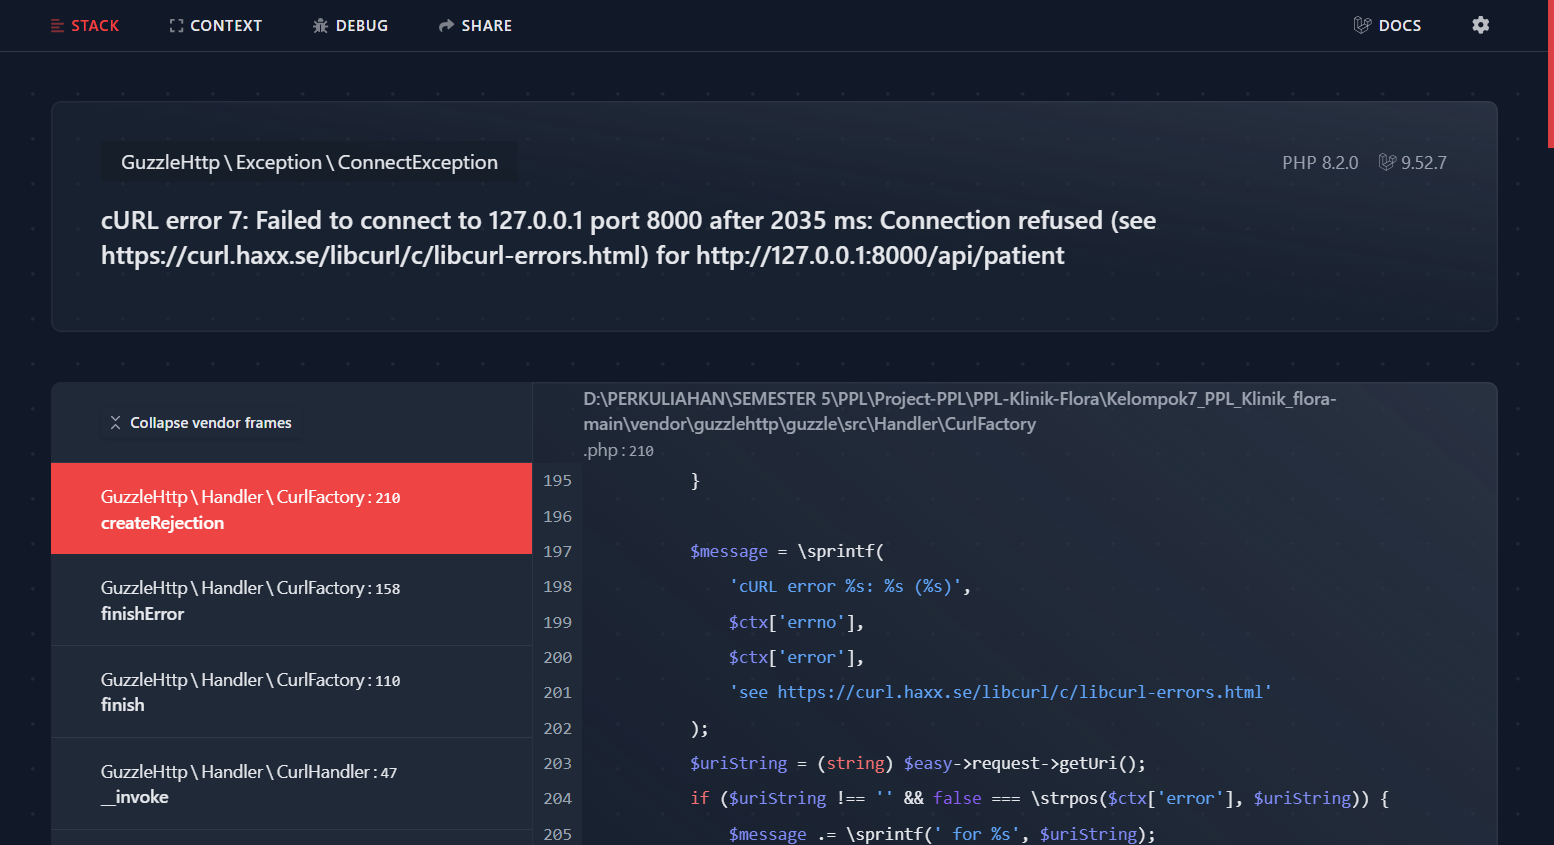 STACK CONTEXT DEBUG SHARE DOCS
GuzzleHttp\Exception\ConnectException PHP 8.2.0 9.52.7
cURL error 7: Failed to connect to 127.0.0.1 port 8000 after 2035 ms: Connection refused (see
https://curl.haxx.se/libcurl/c/libcurl-errors.html) for http://127.0.0.1:8000/api/patient
Collapse vendor frames
GuzzleHttp\Handler\CurlFactory:210
createRejection
GuzzleHttp\Handler\CurlFactory:158
finishError
GuzzleHttp\Handler\CurlFactory:110
finish
GuzzleHttp\Handler\CurlHandler:47
__invoke
D:\PERKULIAHAN\SEMESTER 5\PPL\Project-PPL\PPL-Klinik-Flora\Kelompok7_PPL_Klinik_flora-
main\vendor\guzzlehttp\guzzle\src\Handler\CurlFactory
.php:210
195 }
196
197 $message = \sprintf(
198 'cURL error %s: %s (%s)',
199 $ctx['errno'],
200 $ctx['error'],
201 'see https://curl.haxx.se/libcurl/c/libcurl-errors.html'
202 );
203 $uriString = (string) $easy->request->getUri();
204 if ($uriString !== '' && false === \strpos($ctx['error'], $uriString)) {
205 $message .= \sprintf(' for %s', $uriString);